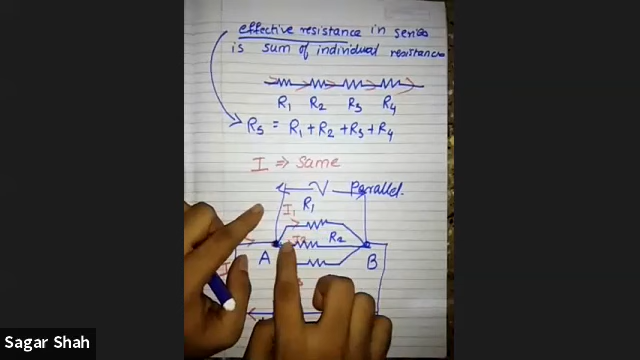 effective resistance in series
is sum of individual resistance
R1 R2 R3 R4
Rs = R1 + R2 + R3 + R4
I => Same
V Parallel.
I1 R1
I2 R2
A B
I
Sagar Shah